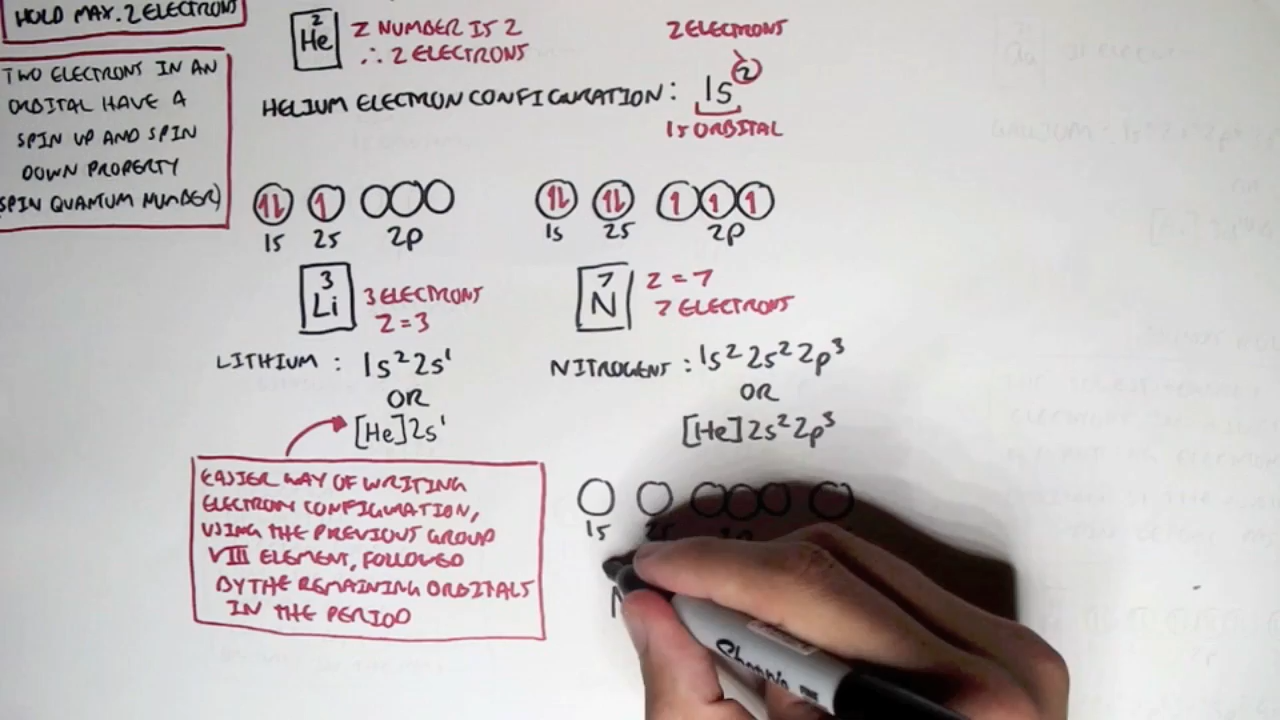 HOLD MAX. 2 ELECTRONS
TWO ELECTRONS IN AN
ORBITAL HAVE A
SPIN UP AND SPIN
DOWN PROPERTY
SPIN QUANTUM NUMBER)
2
He
Z NUMBER IS 2
∴ 2 ELECTRONS
2 ELECTRONS
HELIUM ELECTRON CONFIGURATION : 1s²
1s ORBITAL
1s 2s 2p
1s 2s 2p
3
Li
3 ELECTRONS
Z=3
7
N
Z = 7
7 ELECTRONS
LITHIUM : 1s² 2s¹
OR
[He]2s¹
NITROGENT : 1s² 2s² 2p³
OR
[He]2s² 2p³
EASIER WAY OF WRITING
ELECTRON CONFIGURATION,
USING THE PREVIOUS GROUP
VIII ELEMENT, FOLLOWED
BY THE REMAINING ORBITALS
IN THE PERIOD
1s 2s
Sharpie